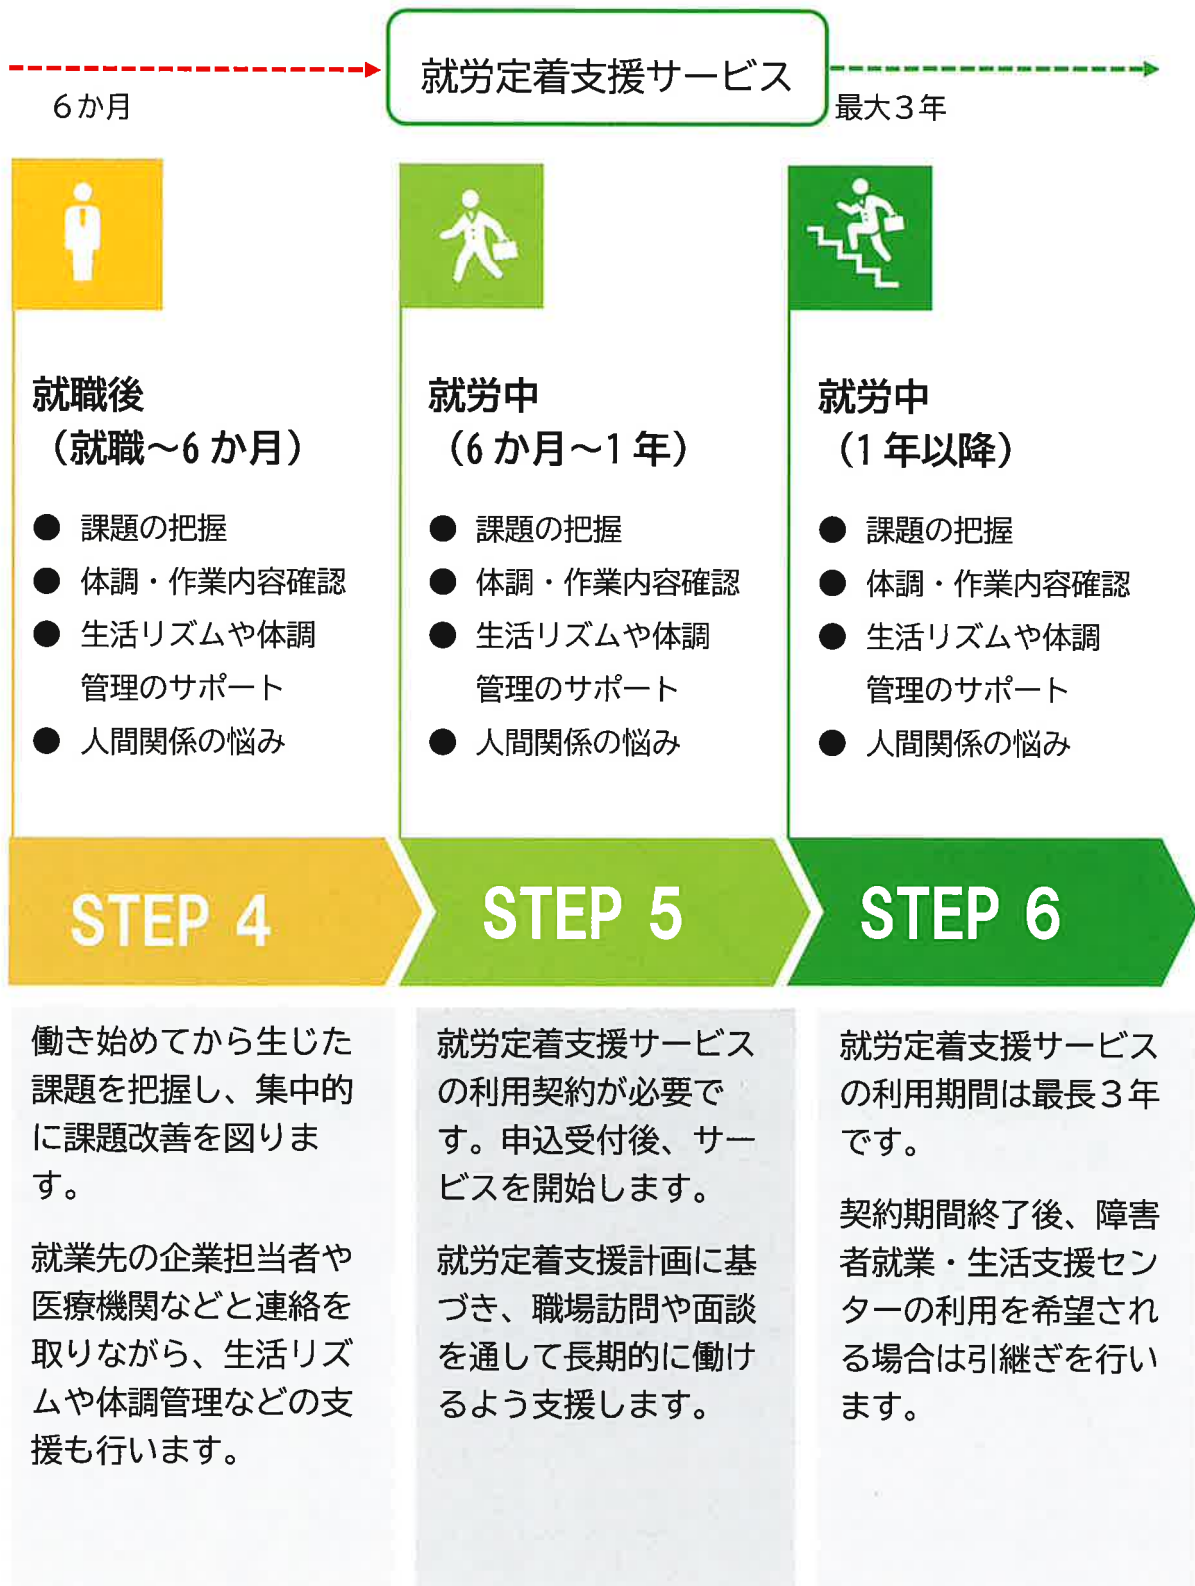 就労定着支援サービス
6か月
最大3年
就職後
（就職～6か月）
● 課題の把握
● 体調・作業内容確認
● 生活リズムや体調
管理のサポート
● 人間関係の悩み
就労中
（6か月～1年）
● 課題の把握
● 体調・作業内容確認
● 生活リズムや体調
管理のサポート
● 人間関係の悩み
就労中
（1年以降）
● 課題の把握
● 体調・作業内容確認
● 生活リズムや体調
管理のサポート
● 人間関係の悩み
STEP 4
STEP 5
STEP 6
働き始めてから生じた
課題を把握し、集中的
に課題改善を図りま
す。
就業先の企業担当者や
医療機関などと連絡を
取りながら、生活リズ
ムや体調管理などの支
援も行います。
就労定着支援サービス
の利用契約が必要で
す。申込受付後、サー
ビスを開始します。
就労定着支援計画に基
づき、職場訪問や面談
を通して長期的に働け
るよう支援します。
就労定着支援サービス
の利用期間は最長3年
です。
契約期間終了後、障害
者就業・生活支援セン
ターの利用を希望され
る場合は引継ぎを行い
ます。